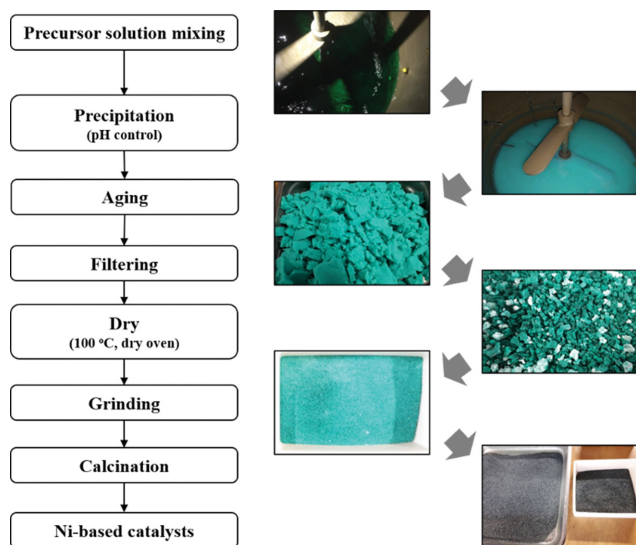 Precursor solution mixing
Precipitation
(pH control)
Aging
Filtering
Dry
(100 °C, dry oven)
Grinding
Calcination
Ni-based catalysts